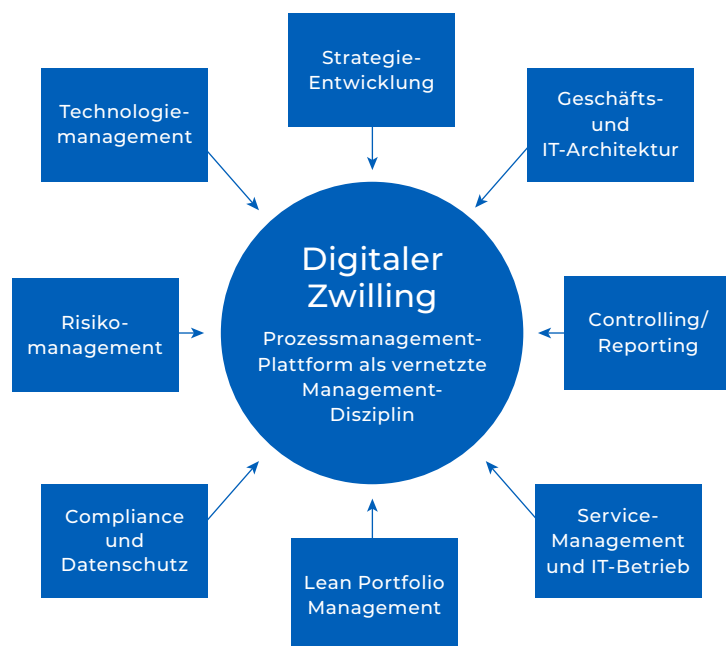 Strategie-
Entwicklung
Technologie-
management
Geschäfts-
und
IT-Architektur
Digitaler
Zwilling
Prozessmanagement-
Plattform als vernetzte
Management-
Disziplin
Risiko-
management
Controlling/
Reporting
Compliance
und
Datenschutz
Service-
Management
und IT-Betrieb
Lean Portfolio
Management